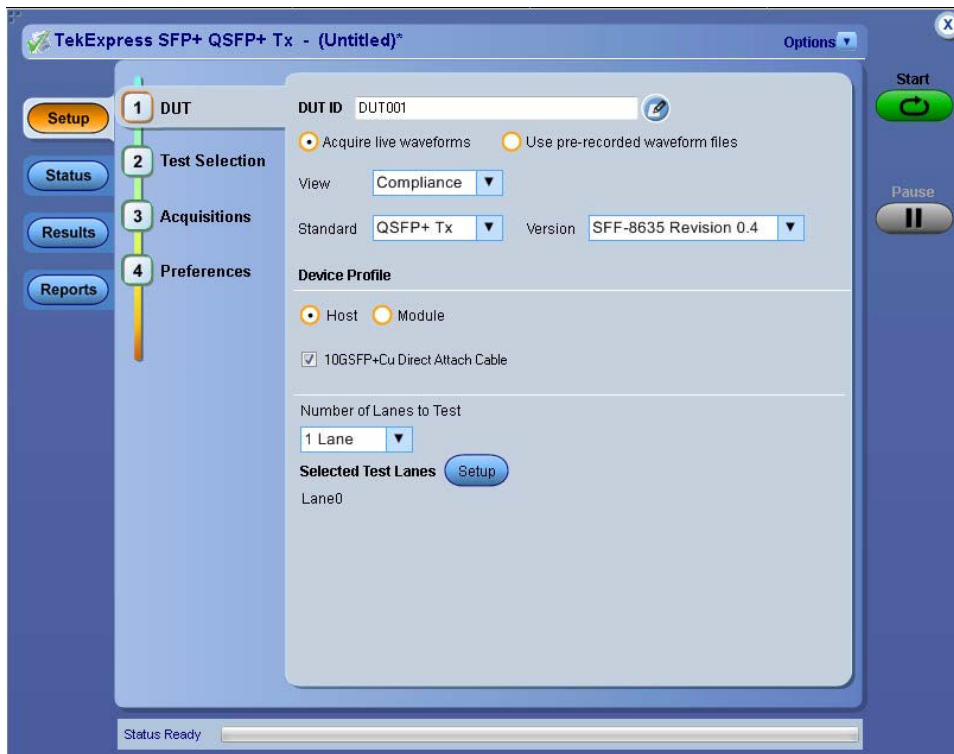 TekExpress SFP+ QSFP+ Tx - (Untitled)*
Options
X
Start
Pause
Setup
Status
Results
Reports
1 DUT
2 Test Selection
3 Acquisitions
4 Preferences
DUT ID DUT001
Acquire live waveforms Use pre-recorded waveform files
View Compliance
Standard QSFP+ Tx Version SFF-8635 Revision 0.4
Device Profile
Host Module
10GSFP+Cu Direct Attach Cable
Number of Lanes to Test
1 Lane
Selected Test Lanes Setup
Lane0
Status Ready